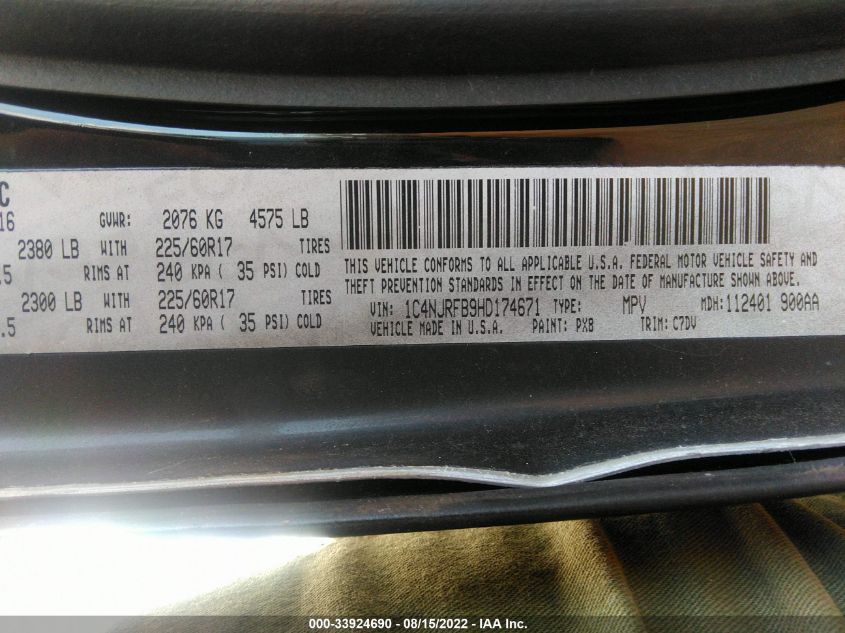 C
16 GVWR: 2076 KG 4575 LB
2380 LB WITH 225/60R17 TIRES
.5 RIMS AT 240 KPA ( 35 PSI) COLD
2300 LB WITH 225/60R17 TIRES
.5 RIMS AT 240 KPA ( 35 PSI) COLD
THIS VEHICLE CONFORMS TO ALL APPLICABLE U.S.A. FEDERAL MOTOR VEHICLE SAFETY AND
THEFT PREVENTION STANDARDS IN EFFECT ON THE DATE OF MANUFACTURE SHOWN ABOVE.
VIN: 1C4NJRFB9HD174671 TYPE: MPV MDH:112401 900AA
VEHICLE MADE IN U.S.A. PAINT: PXB TRIM: C7DV
000-33924690 - 08/15/2022 - IAA Inc.